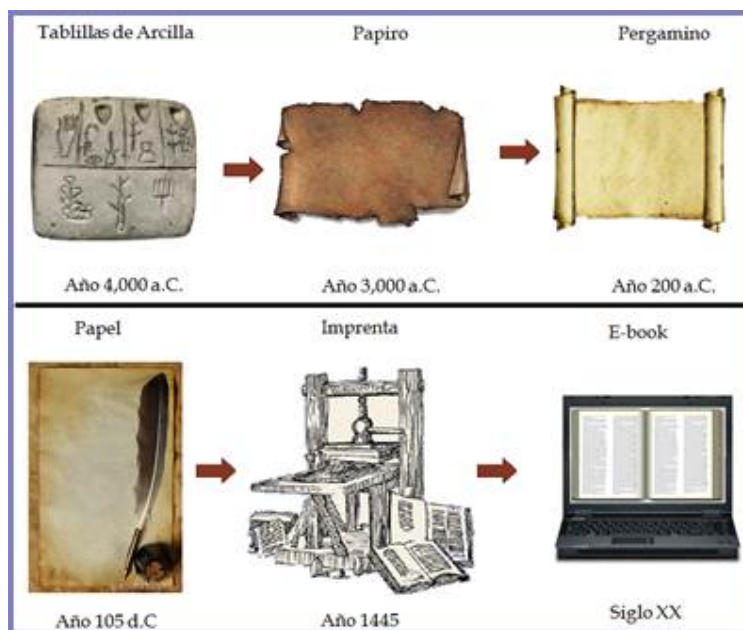 Tablillas de Arcilla
Papiro
Pergamino
Año 4,000 a.C.
Año 3,000 a.C.
Año 200 a.C.
Papel
Imprenta
E-book
Año 105 d.C
Año 1445
Siglo XX